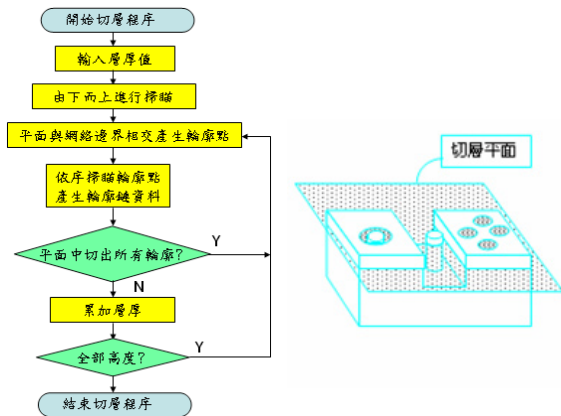 開始切層程序
輸入層厚值
由下而上進行掃瞄
平面與網絡邊界相交產生輪廓點
依序掃瞄輪廓點
產生輪廓鏈資料
平面中切出所有輪廓?
Y
N
累加層厚
全部高度?
Y
結束切層程序
切層平面